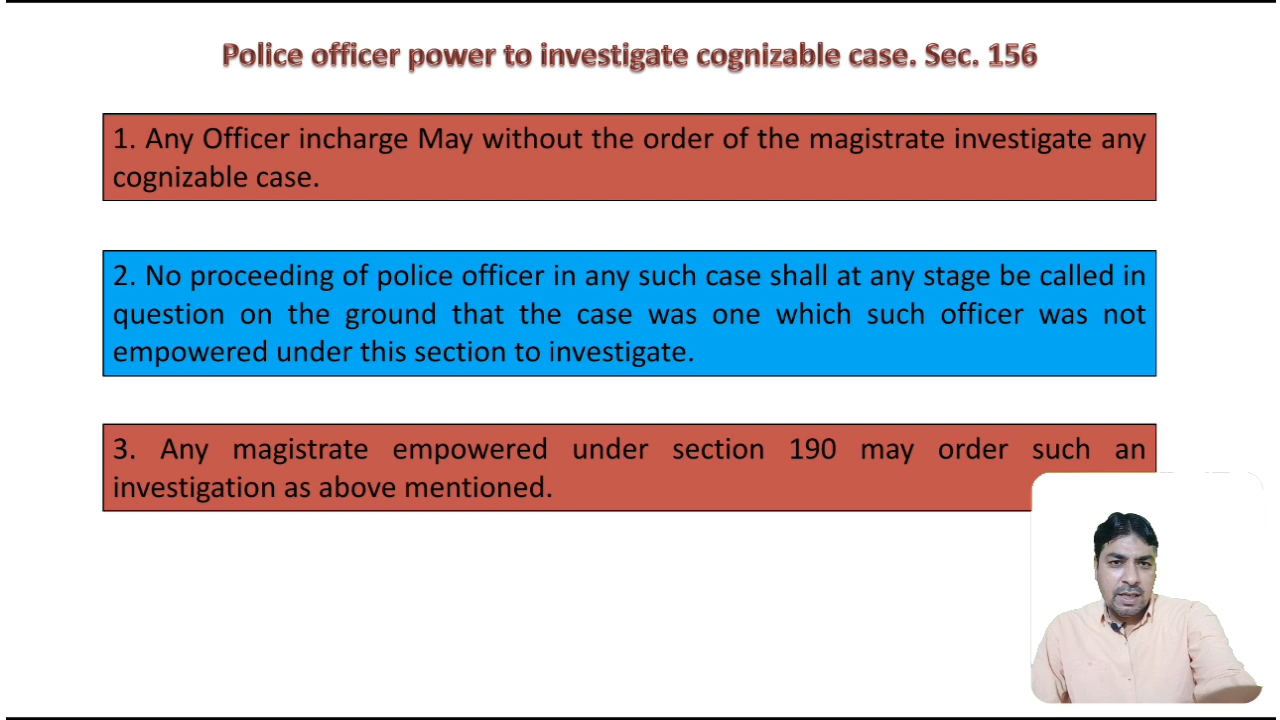 Police officer power to investigate cognizable case. Sec. 156
1. Any Officer incharge May without the order of the magistrate investigate any
cognizable case.
2. No proceeding of police officer in any such case shall at any stage be called in
question on the ground that the case was one which such officer was not
empowered under this section to investigate.
3. Any magistrate empowered under section 190 may order such an
investigation as above mentioned.